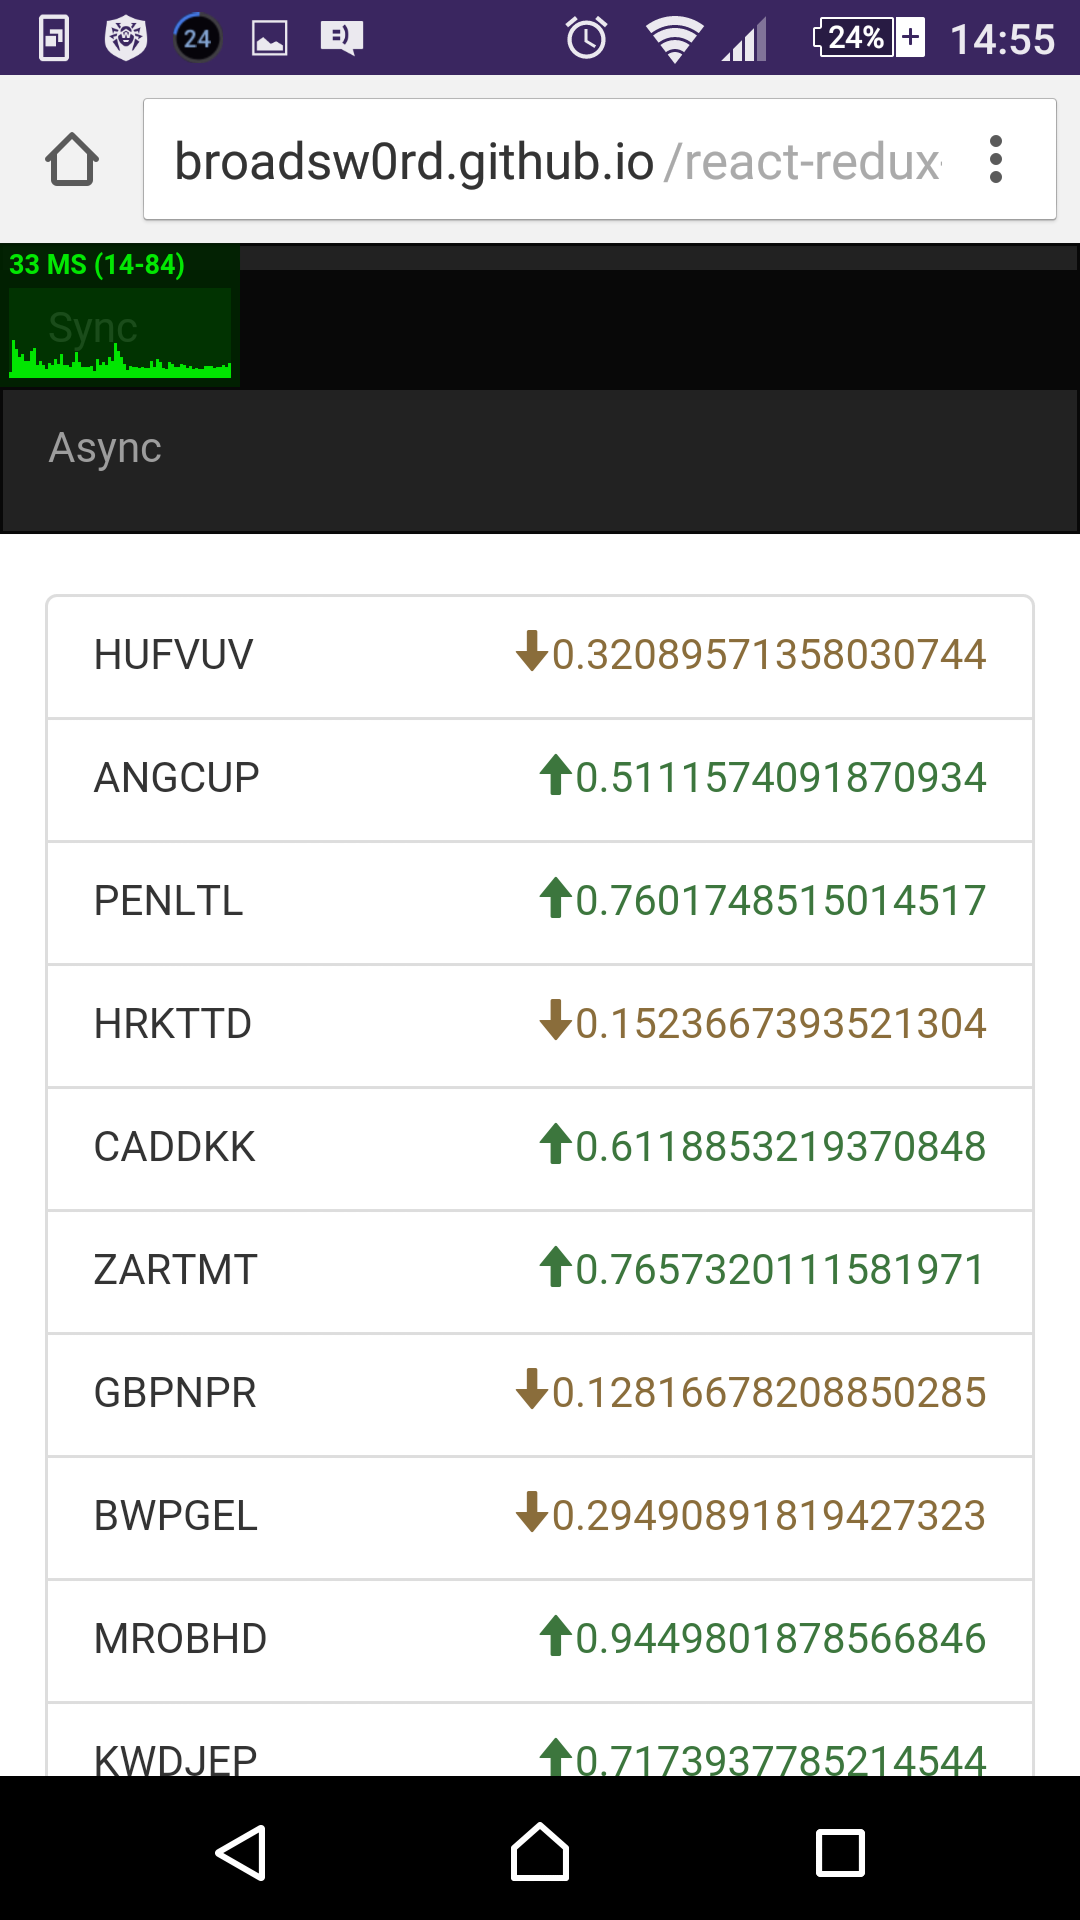 24
24%
14:55
broadsw0rd.github.io/react-redux-
33 MS (14-84)
Sync
Async
HUFVUV 0.32089571358030744
ANGCUP 0.5111574091870934
PENLTL 0.7601748515014517
HRKTTD 0.1523667393521304
CADDKK 0.6118853219370848
ZARTMT 0.7657320111581971
GBPNPR 0.12816678208850285
BWPGEL 0.29490891819427323
MROBHD 0.9449801878566846
KWDJEP 0.7173937785214544